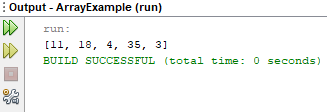 Output - ArrayExample (run)
run:
[11, 18, 4, 35, 3]
BUILD SUCCESSFUL (total time: 0 seconds)